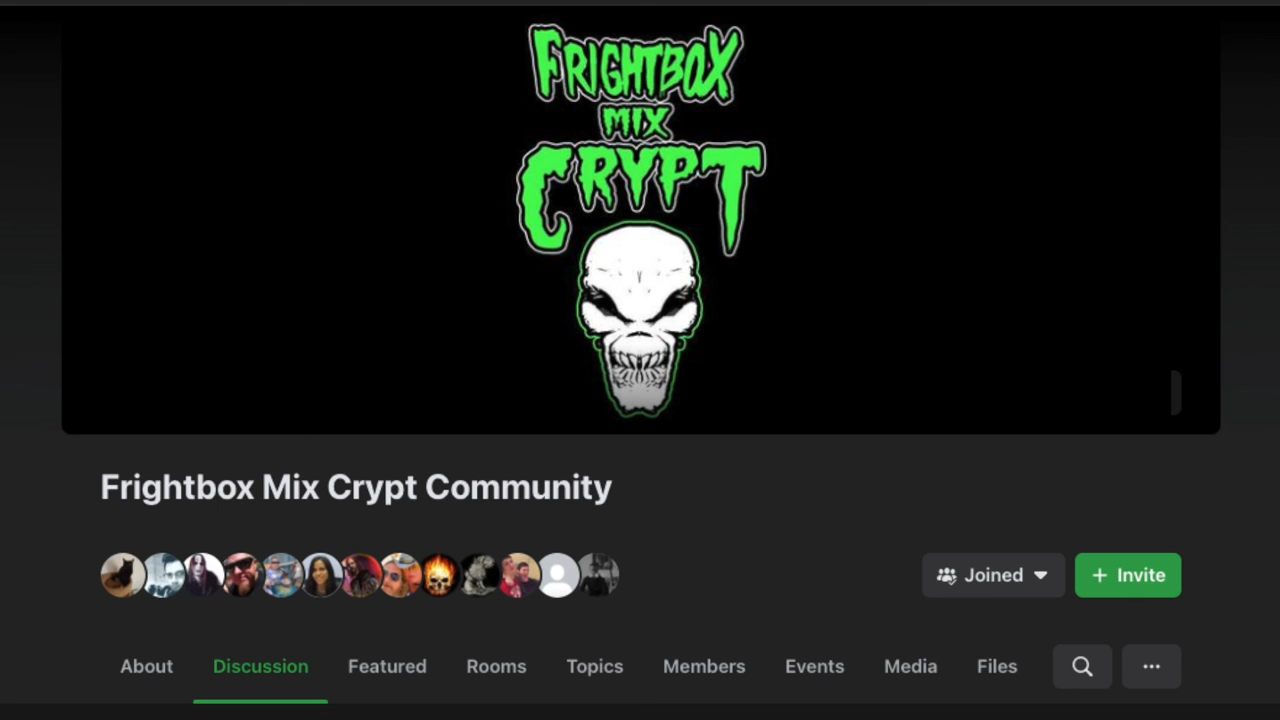 FRIGHTBOX
MIX
CRYPT
Frightbox Mix Crypt Community
Joined
+ Invite
About Discussion Featured Rooms Topics Members Events Media Files